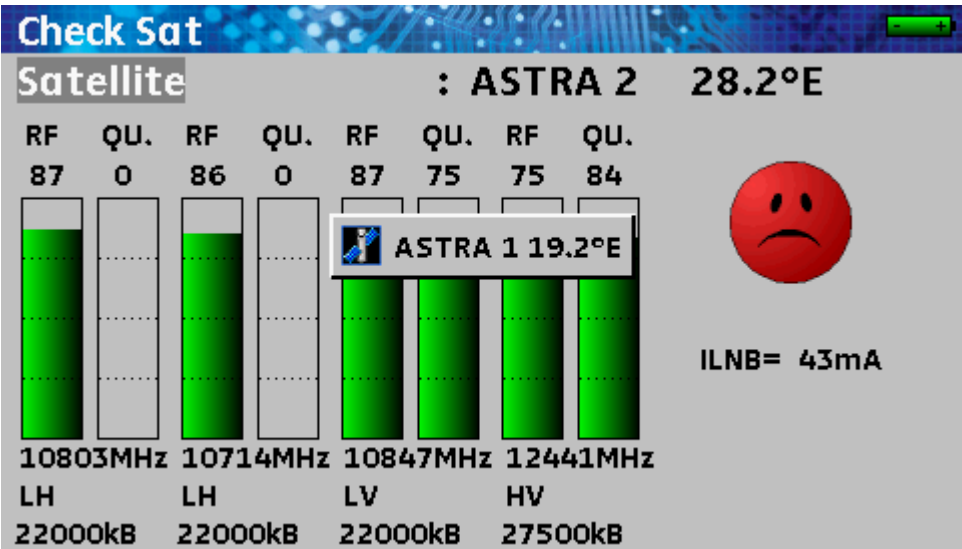 Check Sat
Satellite : ASTRA 2 28.2°E
RF QU. RF QU. RF QU. RF QU.
87 0 86 0 87 75 75 84
ASTRA 1 19.2°E
ILNB= 43mA
10803MHz 10714MHz 10847MHz 12441MHz
LH LH LV HV
22000kB 22000kB 22000kB 27500kB